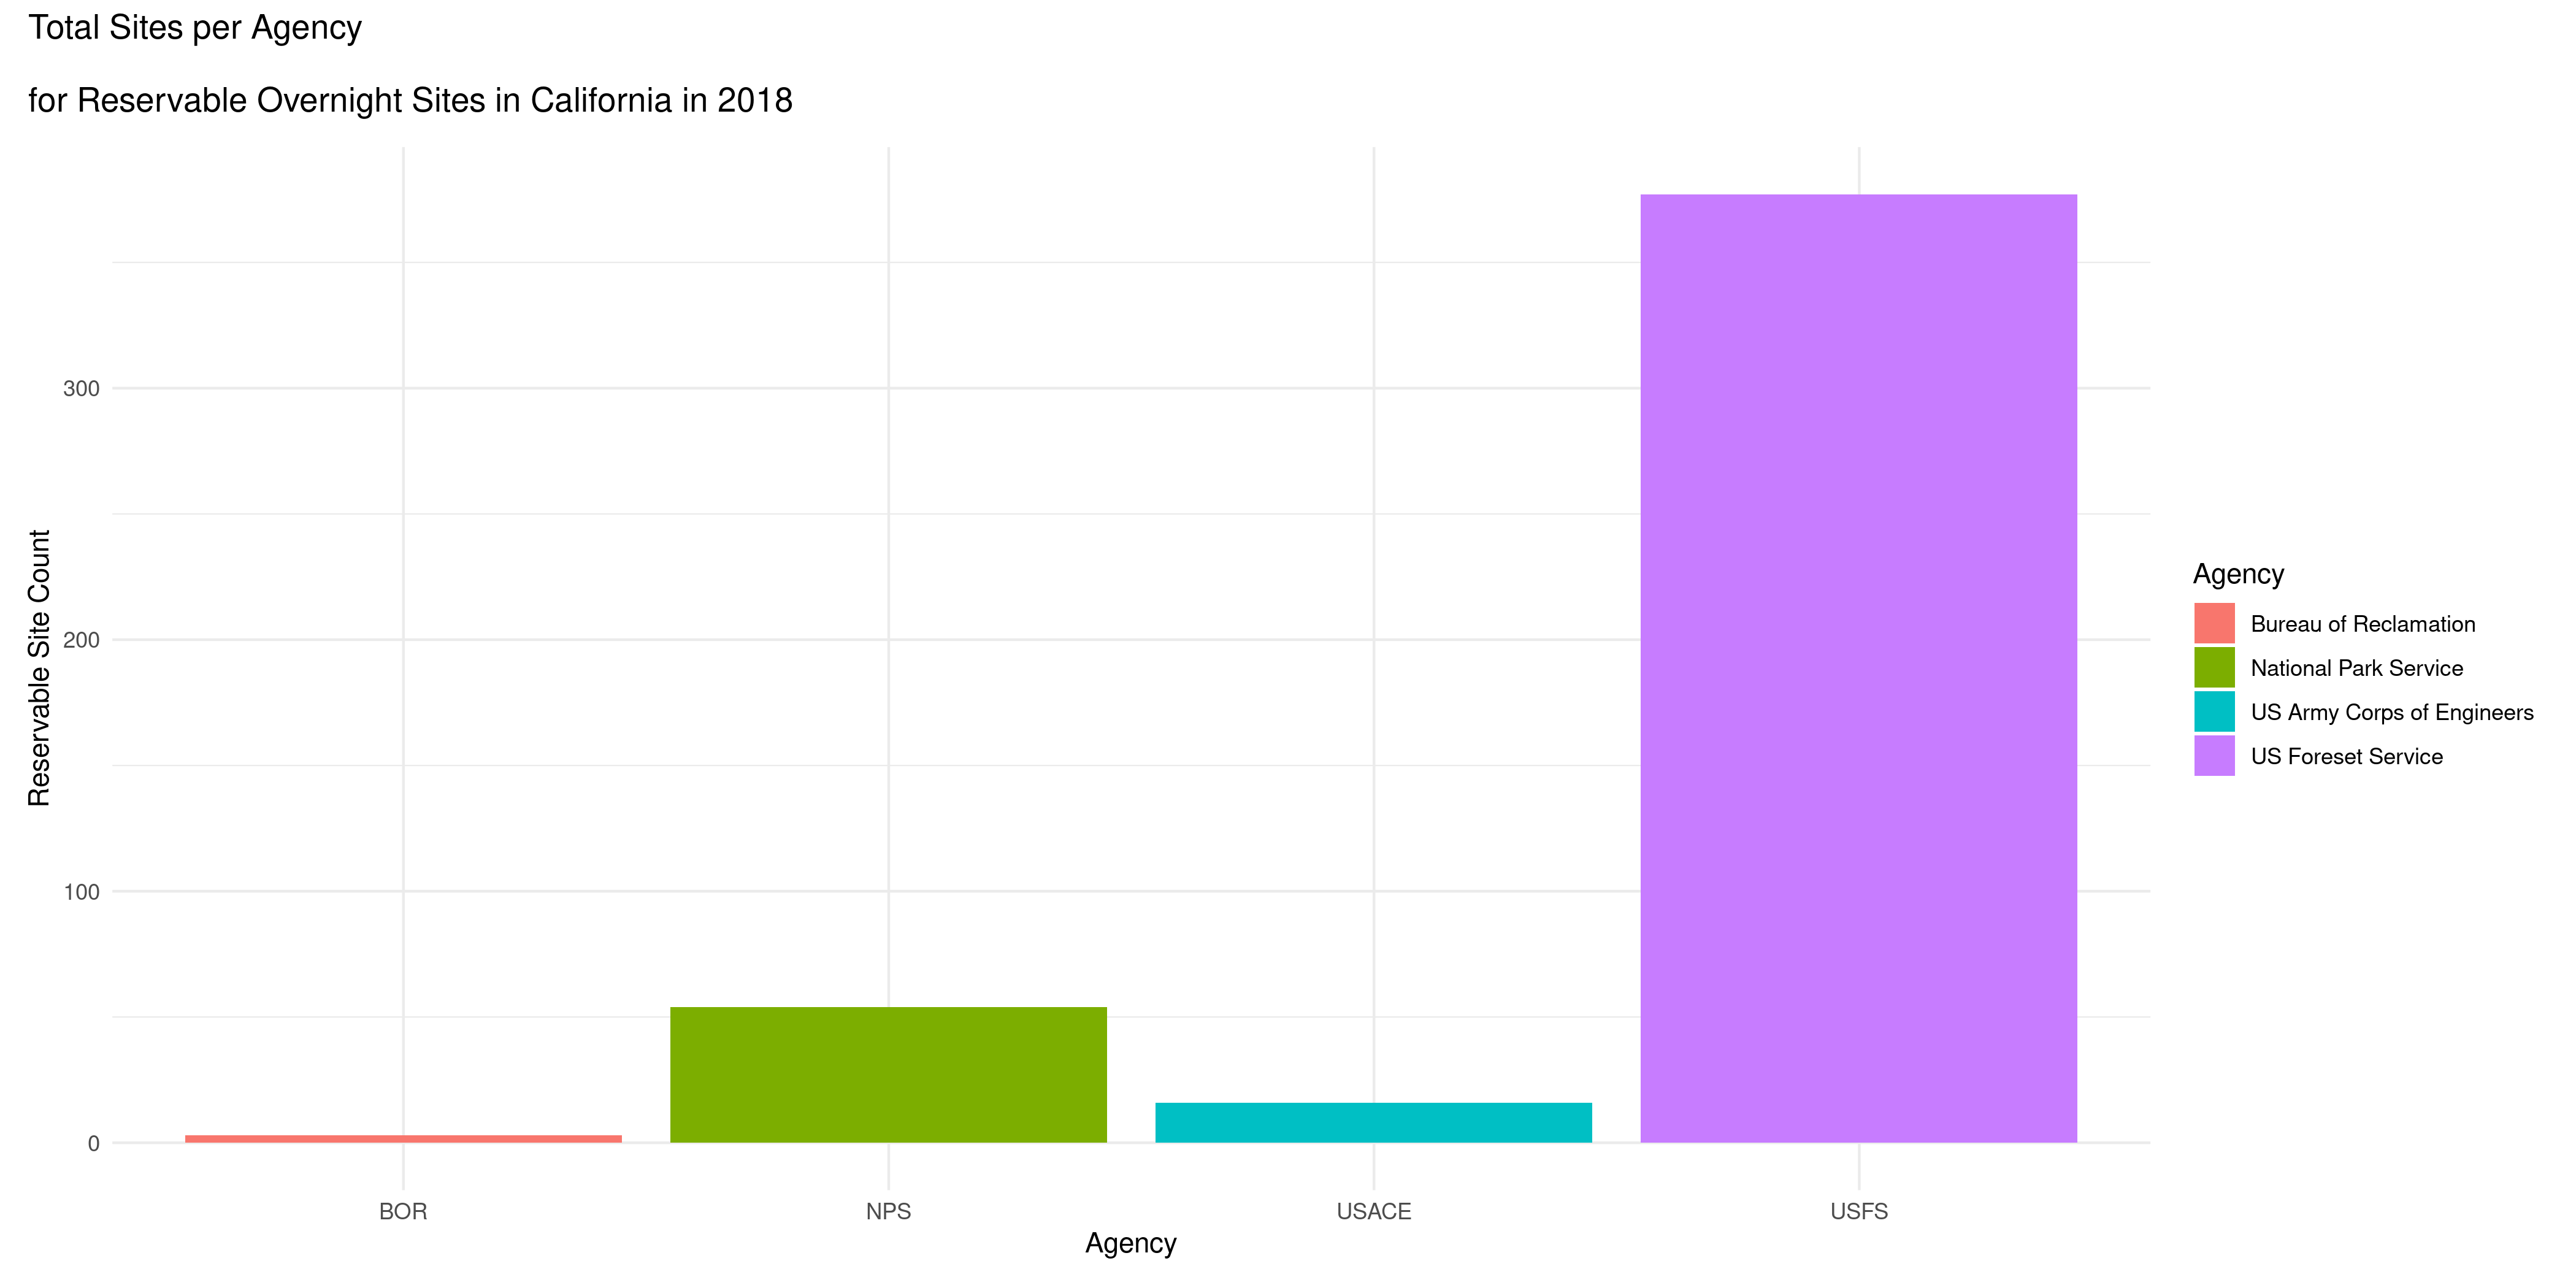 Total Sites per Agency
for Reservable Overnight Sites in California in 2018
Reservable Site Count
300
200
100
0
BOR
NPS
USACE
USFS
Agency
Agency
Bureau of Reclamation
National Park Service
US Army Corps of Engineers
US Foreset Service